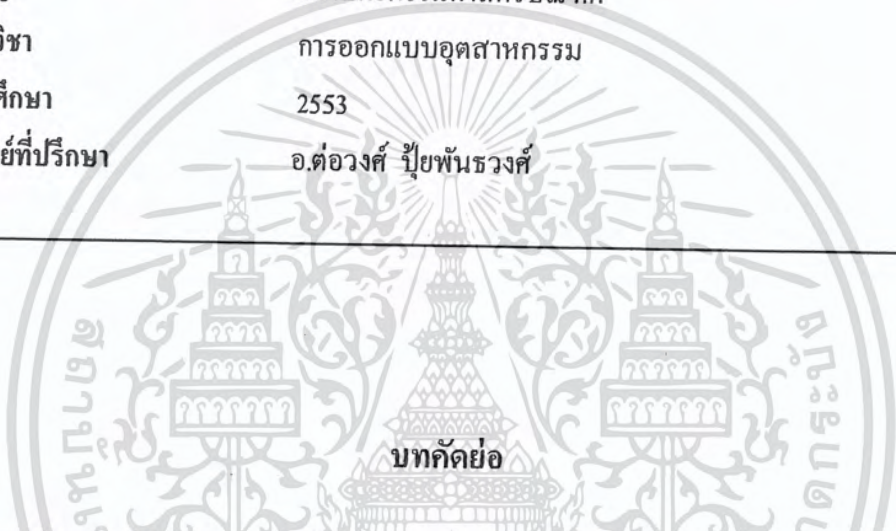 วิชา การออกแบบอุตสาหกรรม
ศึกษา 2553
ย์ที่ปรึกษา อ.ต่อวงศ์ ปุ้ยพันธวงศ์
บทคัดย่อ